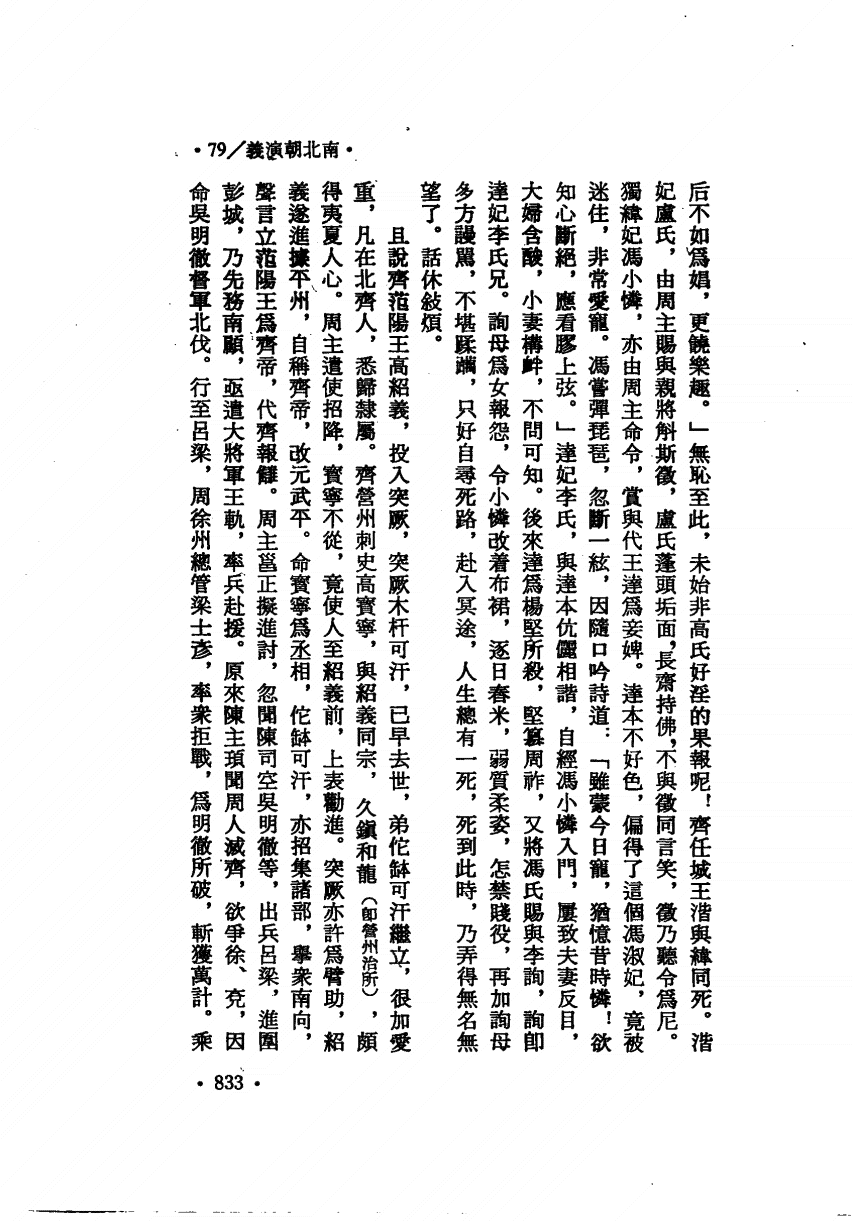 ·79/義演朝北南·
后不如爲娼，更饒樂趣。」無恥至此，未始非高氏好淫的果報呢！齊任城王湝與緯同死。湝
妃盧氏，由周主賜與親將斛斯徵，盧氏蓬頭垢面，長齋持佛，不與徵同言笑，徵乃聽令爲尼。
獨緯妃馮小憐，亦由周主命令，賞與代王達爲妾婢。達本不好色，偏得了這個馮淑妃，竟被
迷住，非常愛寵。馮嘗彈琵琶，忽斷一絃，因隨口吟詩道：「雖蒙今日寵，猶憶昔時憐！欲
知心斷絕，應看膠上弦。」達妃李氏，與達本伉儷相諧，自經馮小憐入門，屢致夫妻反目，
大婦含酸，小妻構衅，不問可知。後來達爲楊堅所殺，堅篡周祚，又將馮氏賜與李詢，詢卽
達妃李氏兄。詢母爲女報怨，令小憐改着布裙，逐日舂米，弱質柔姿，怎禁賤役，再加詢母
多方謾罵，不堪蹂躪，只好自尋死路，赴入冥途，人生總有一死，死到此時，乃弄得無名無
望了。話休敍煩。
且說齊范陽王高紹義，投入突厥，突厥木杆可汗，已早去世，弟佗鉢可汗繼立，很加愛
重，凡在北齊人，悉歸隸屬。齊營州刺史高寶寧，與紹義同宗，久鎭和龍（卽營州治所），頗
得夷夏人心。周主遣使招降，寶寧不從，竟使人至紹義前，上表勸進。突厥亦許爲臂助，紹
義遂進據平州，自稱齊帝，改元武平。命寶寧爲丞相，佗鉢可汗，亦招集諸部，舉衆南向，
聲言立范陽王爲齊帝，代齊報讎。周主邕正擬進討，忽聞陳司空吳明徹等，出兵呂梁，進圍
彭城，乃先務南顧，亟遣大將軍王軌，率兵赴援。原來陳主頊聞周人滅齊，欲爭徐、兗，因
命吳明徹督軍北伐。行至呂梁，周徐州總管梁士彥，率衆拒戰，爲明徹所破，斬獲萬計。乘
·833·